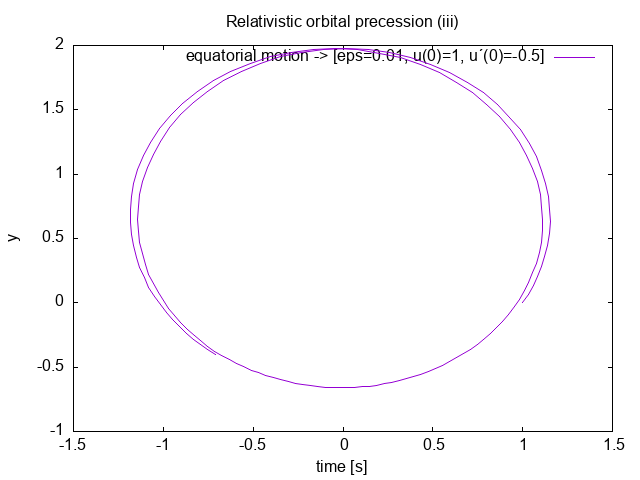 Relativistic orbital precession (iii)
equatorial motion -> [eps=0.01, u(0)=1, u´(0)=-0.5]
2
1.5
1
0.5
0
-0.5
-1
y
-1.5 -1 -0.5 0 0.5 1 1.5
time [s]